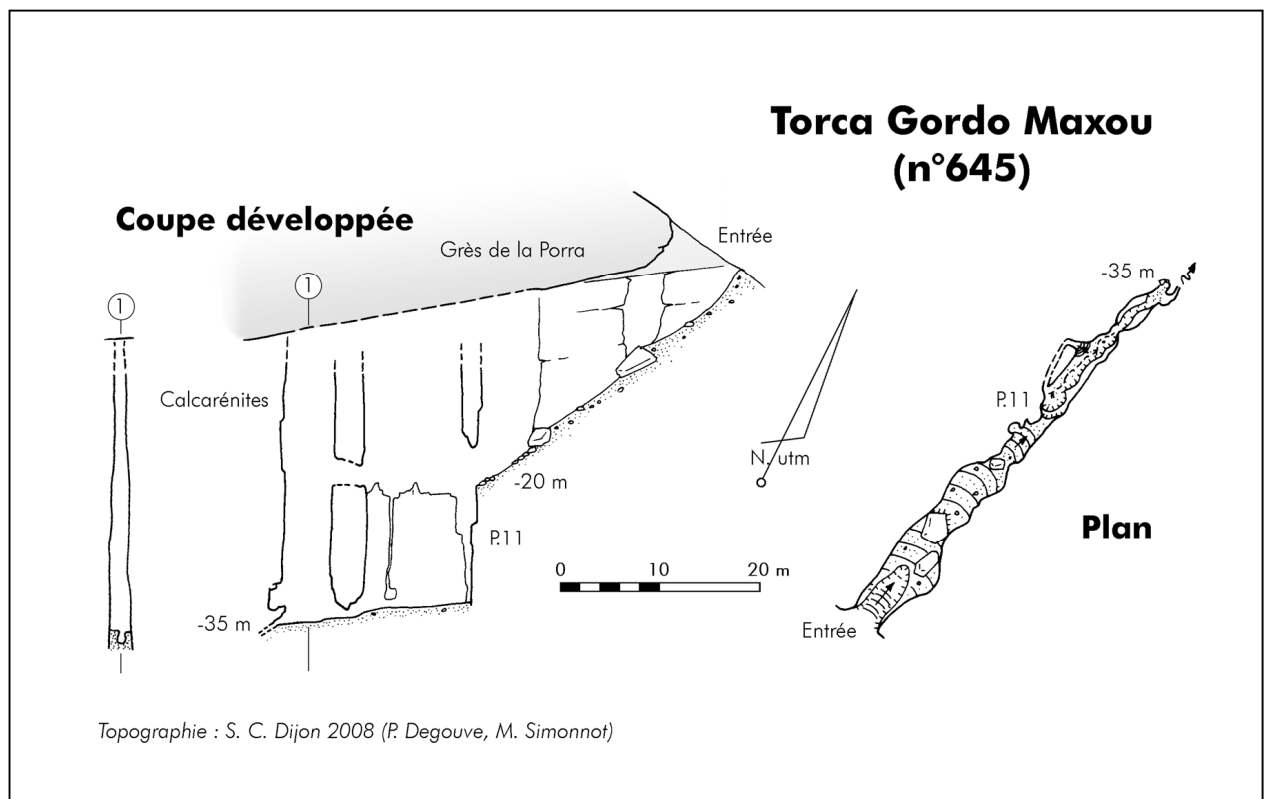 Torca Gordo Maxou
(n°645)
Coupe développée
Entrée
Grès de la Porra
1
1
-35 m
Calcarénites
P.11
N. utm
-20 m
Plan
P.11
0 10 20 m
-35 m
Entrée
Topographie : S. C. Dijon 2008 (P. Degouve, M. Simonnot)